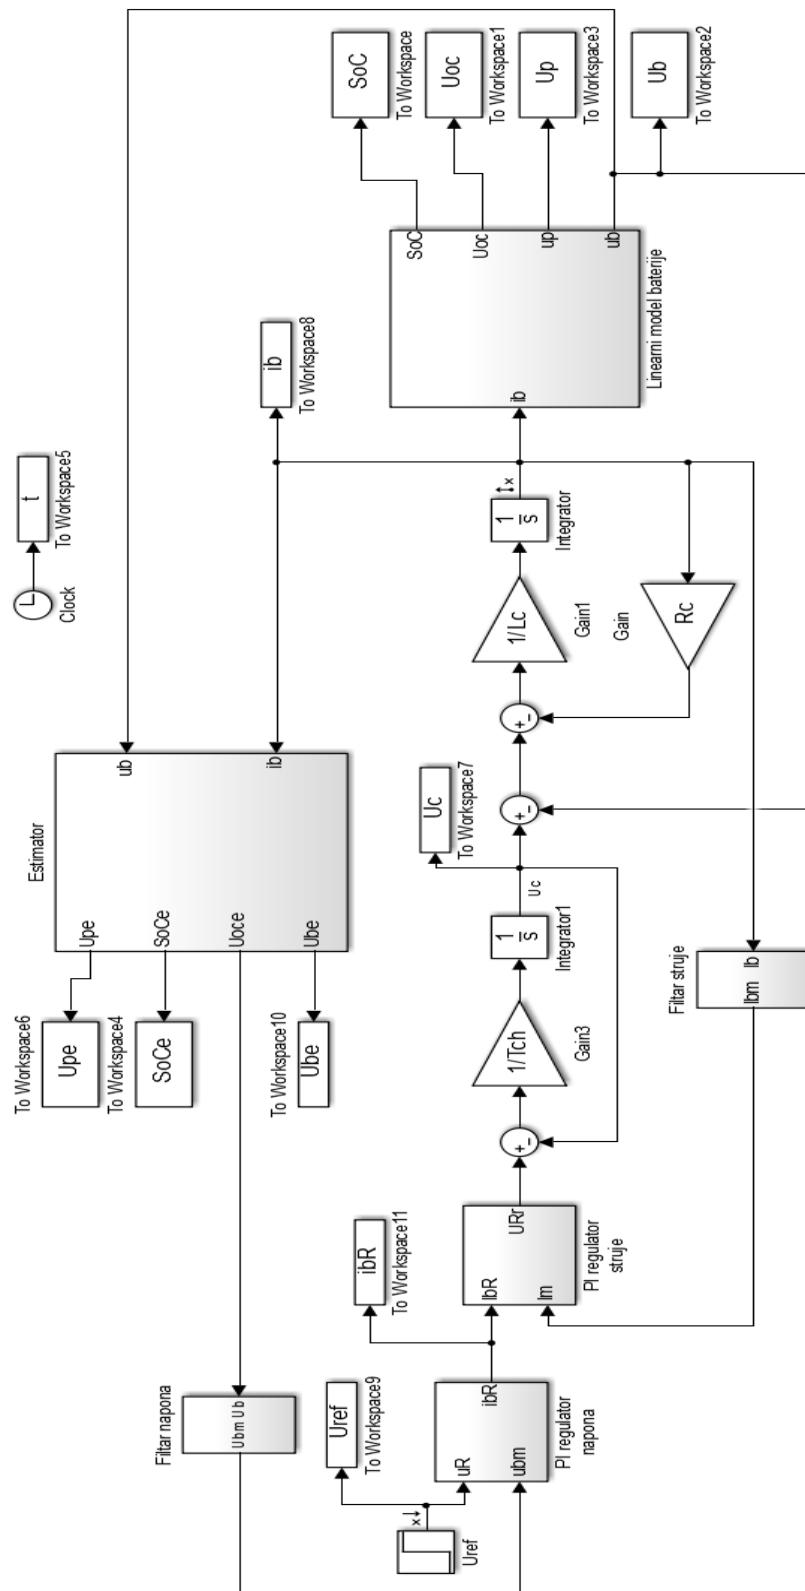 Clock
t
To Workspace5
Estimator
ub
ib
Upe
SoCe
Uoce
Ube
To Workspace6
Upe
To Workspace4
SoCe
To Workspace10
Ube
ib
To Workspace8
SoC
To Workspace
Uoc
To Workspace1
Up
To Workspace3
Ub
To Workspace2
Filtar napona
Ubm Ub
Uref
To Workspace9
x
Uref
uR
ubm
ibR
PI regulator
napona
ibR
To Workspace11
IbR
Im
URr
PI regulator
struje
+
-
1/Tch
Gain3
1
s
Integrator1
Uc
Uc
To Workspace7
+
-
+
-
1/Lc
Gain1
1
s
x
Integrator
Gain
Rc
ib
SoC
Uoc
up
ub
Linearni model baterije
Filtar struje
Ibm Ib